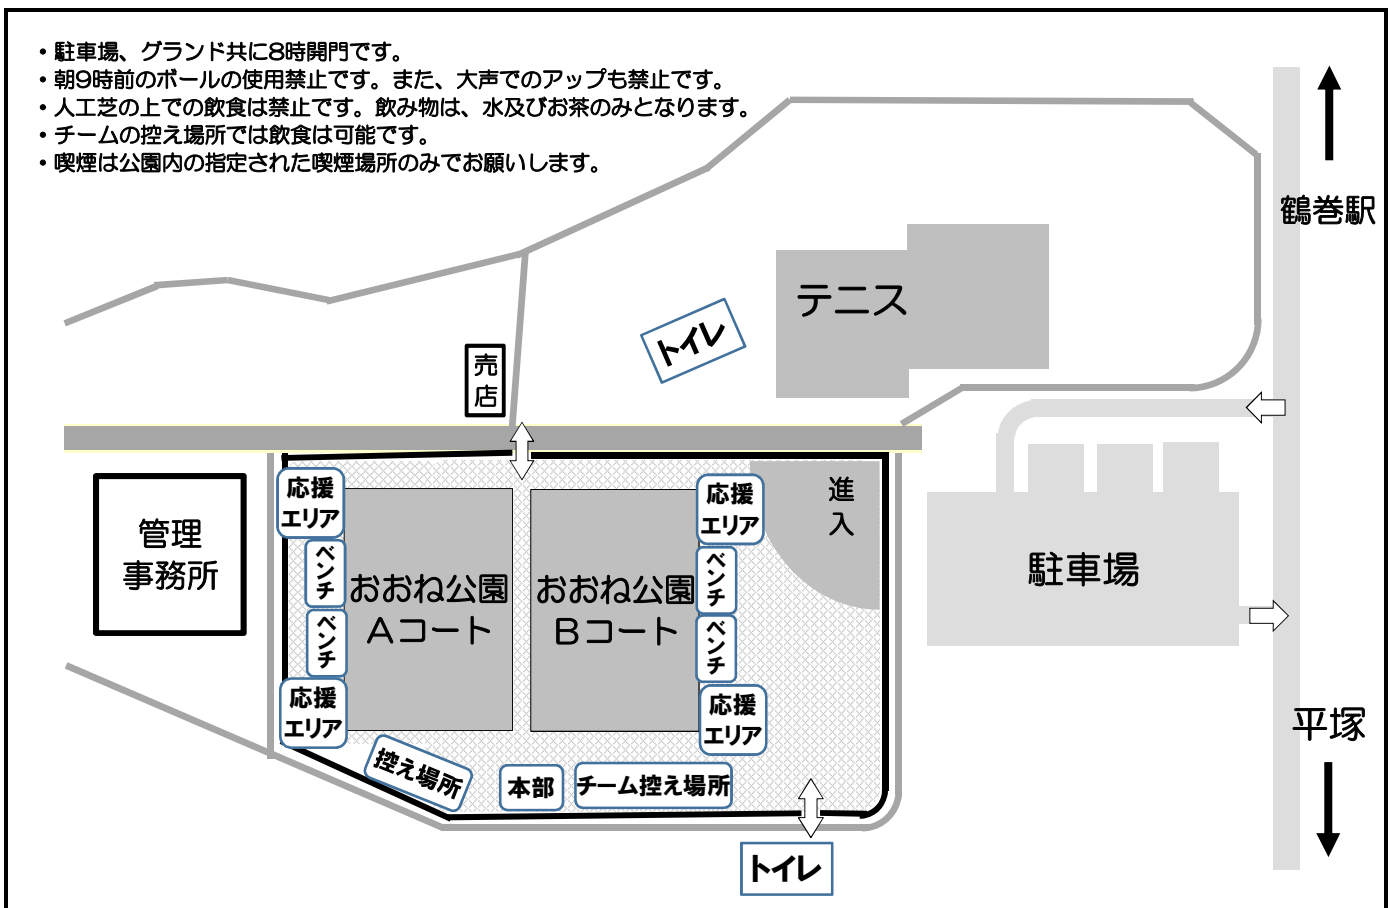 ・駐車場、グランド共に8時開門です。
・朝9時前のボールの使用禁止です。また、大声でのアップも禁止です。
・人工芝の上での飲食は禁止です。飲み物は、水及びお茶のみとなります。
・チームの控え場所では飲食は可能です。
・喫煙は公園内の指定された喫煙場所のみでお願いします。
鶴巻駅
テニス
トイレ
売
店
管理
事務所
応援
エリア
ベンチ
ベンチ
応援
エリア
おおね公園
Aコート
おおね公園
Bコート
応援
エリア
ベンチ
ベンチ
応援
エリア
進
入
駐車場
平塚
控え場所
本部
チーム控え場所
トイレ